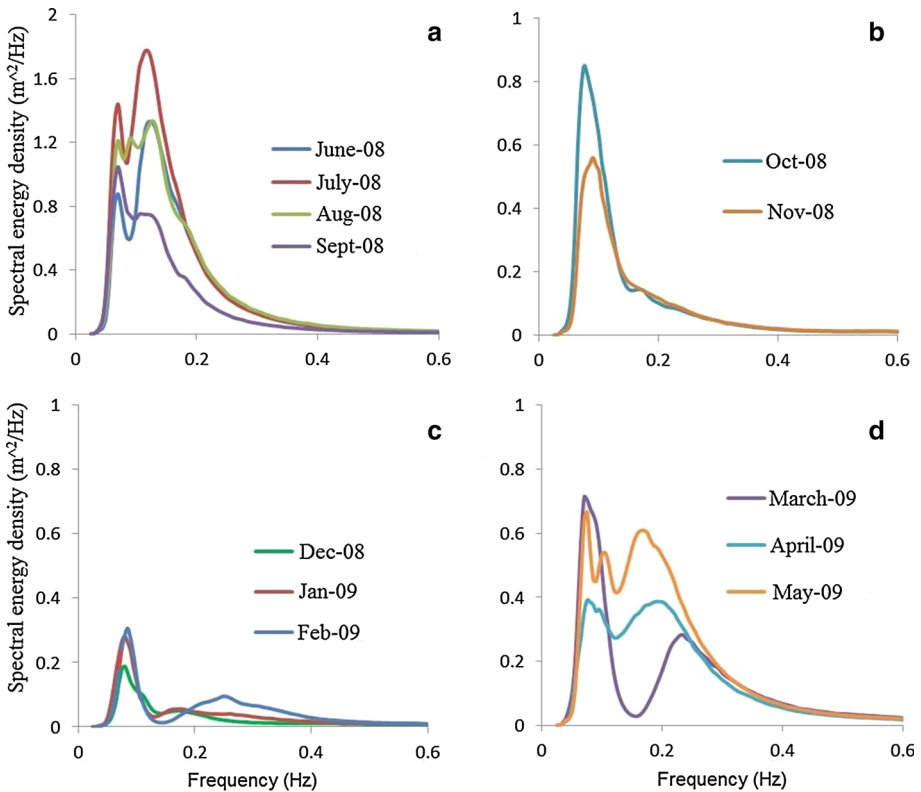 a
Spectral energy density (m^2/Hz)
2
1.6
1.2
0.8
0.4
0
0
0.2
0.4
0.6
June-08
July-08
Aug-08
Sept-08
b
1
0.8
0.6
0.4
0.2
0
0
0.2
0.4
0.6
Oct-08
Nov-08
c
Spectral energy density (m^2/Hz)
1
0.8
0.6
0.4
0.2
0
0
0.2
0.4
0.6
Dec-08
Jan-09
Feb-09
Frequency (Hz)
d
1
0.8
0.6
0.4
0.2
0
0
0.2
0.4
0.6
March-09
April-09
May-09
Frequency (Hz)